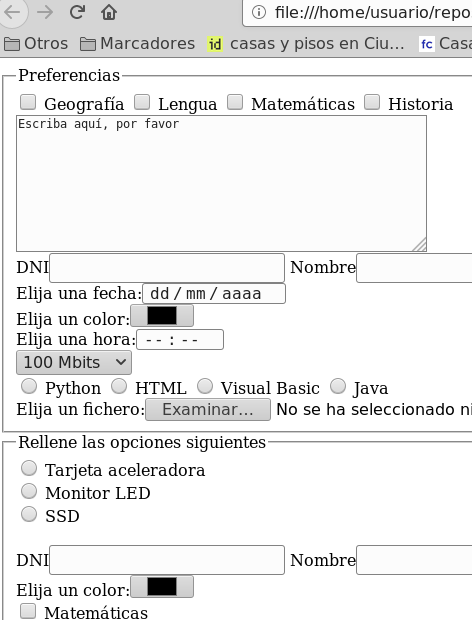 file:///home/usuario/repo
Otros Marcadores id casas y pisos en Ciu... fc Casa
Preferencias
Geografía Lengua Matemáticas Historia
Escriba aquí, por favor
DNI Nombre
Elija una fecha: dd/mm/aaaa
Elija un color:
Elija una hora: --:--
100 Mbits
Python HTML Visual Basic Java
Elija un fichero: Examinar... No se ha seleccionado ni
Rellene las opciones siguientes
Tarjeta aceleradora
Monitor LED
SSD
DNI Nombre
Elija un color:
Matemáticas